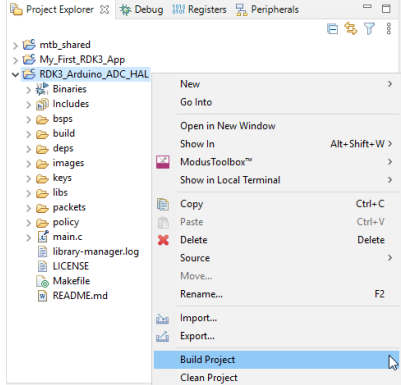 Project Explorer Debug Registers Peripherals
mtb_shared
My_First_RDK3_App
RDK3_Arduino_ADC_HAL
Binaries
Includes
bsps
build
deps
images
keys
libs
packets
policy
main.c
library-manager.log
LICENSE
Makefile
README.md
New
Go Into
Open in New Window
Show In Alt+Shift+W
ModusToolbox™
Show in Local Terminal
Copy Ctrl+C
Paste Ctrl+V
Delete Delete
Source
Move...
Rename... F2
Import...
Export...
Build Project
Clean Project